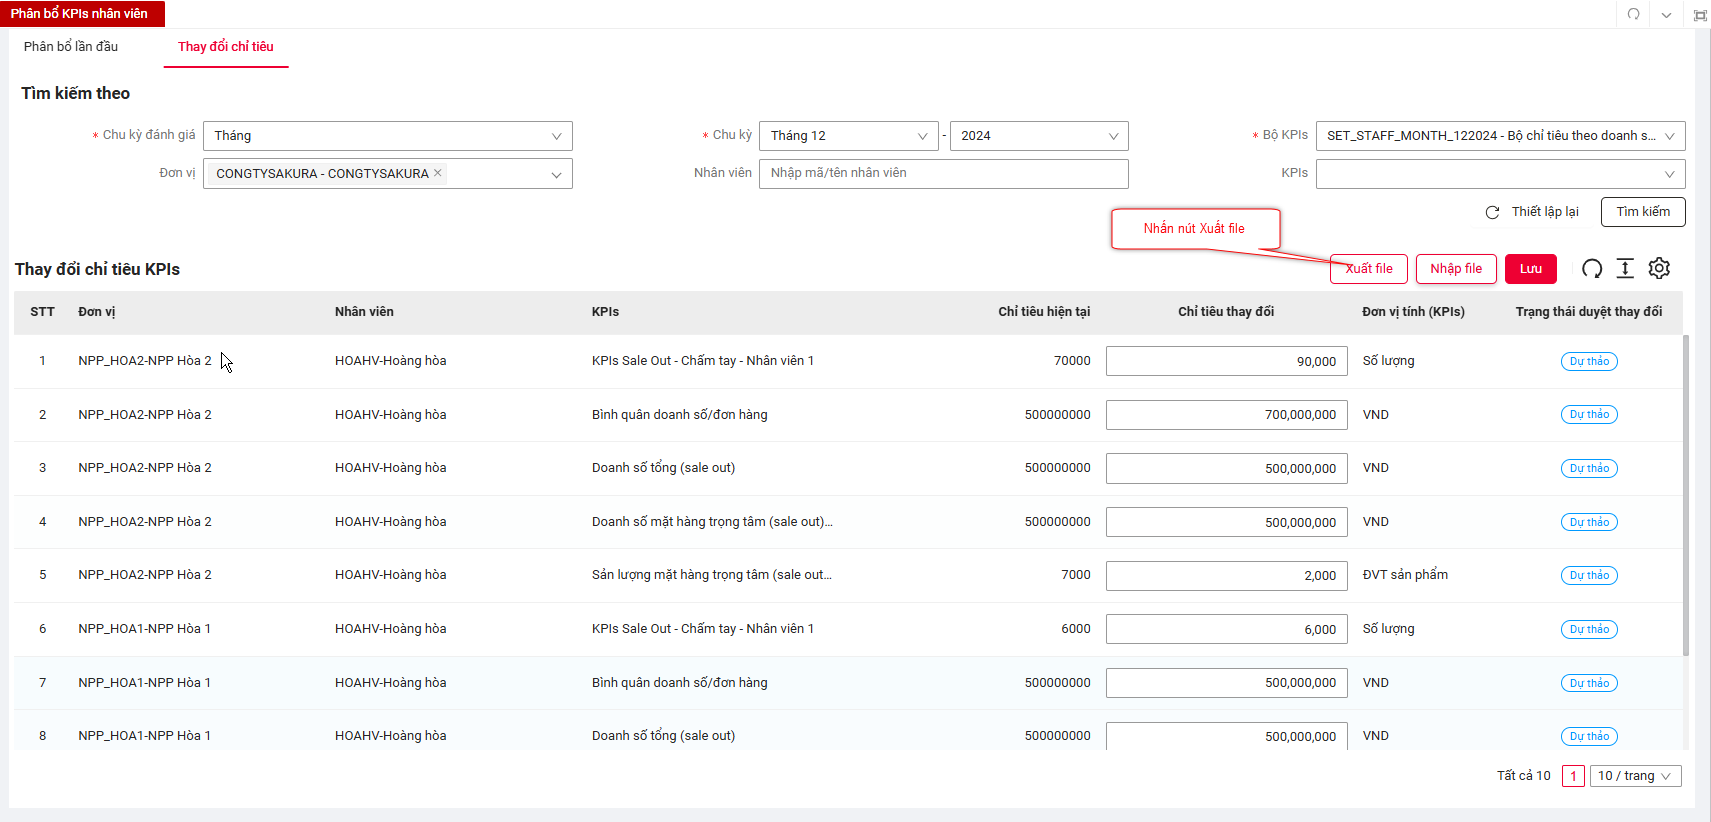 Phân bổ KPIs nhân viên
Phân bổ lần đầu Thay đổi chỉ tiêu
Tìm kiếm theo
* Chu kỳ đánh giá Tháng * Chu kỳ Tháng 12 - 2024 * Bộ KPIs SET_STAFF_MONTH_122024 - Bộ chỉ tiêu theo doanh s...
Đơn vị CONGTYSAKURA - CONGTYSAKURA × Nhân viên Nhập mã/tên nhân viên KPIs
Thiết lập lại Tìm kiếm
Nhấn nút Xuất file
Thay đổi chỉ tiêu KPIs Xuất file Nhập file Lưu
STT Đơn vị Nhân viên KPIs Chỉ tiêu hiện tại Chỉ tiêu thay đổi Đơn vị tính (KPIs) Trạng thái duyệt thay đổi
1 NPP_HOA2-NPP Hòa 2 HOAHV-Hoàng hòa KPIs Sale Out - Chấm tay - Nhân viên 1 70000 90,000 Số lượng Dự thảo
2 NPP_HOA2-NPP Hòa 2 HOAHV-Hoàng hòa Bình quân doanh số/đơn hàng 500000000 700,000,000 VND Dự thảo
3 NPP_HOA2-NPP Hòa 2 HOAHV-Hoàng hòa Doanh số tổng (sale out) 500000000 500,000,000 VND Dự thảo
4 NPP_HOA2-NPP Hòa 2 HOAHV-Hoàng hòa Doanh số mặt hàng trọng tâm (sale out)... 500000000 500,000,000 VND Dự thảo
5 NPP_HOA2-NPP Hòa 2 HOAHV-Hoàng hòa Sản lượng mặt hàng trọng tâm (sale out... 7000 2,000 ĐVT sản phẩm Dự thảo
6 NPP_HOA1-NPP Hòa 1 HOAHV-Hoàng hòa KPIs Sale Out - Chấm tay - Nhân viên 1 6000 6,000 Số lượng Dự thảo
7 NPP_HOA1-NPP Hòa 1 HOAHV-Hoàng hòa Bình quân doanh số/đơn hàng 500000000 500,000,000 VND Dự thảo
8 NPP_HOA1-NPP Hòa 1 HOAHV-Hoàng hòa Doanh số tổng (sale out) 500000000 500,000,000 VND Dự thảo
Tất cả 10 1 10 / trang